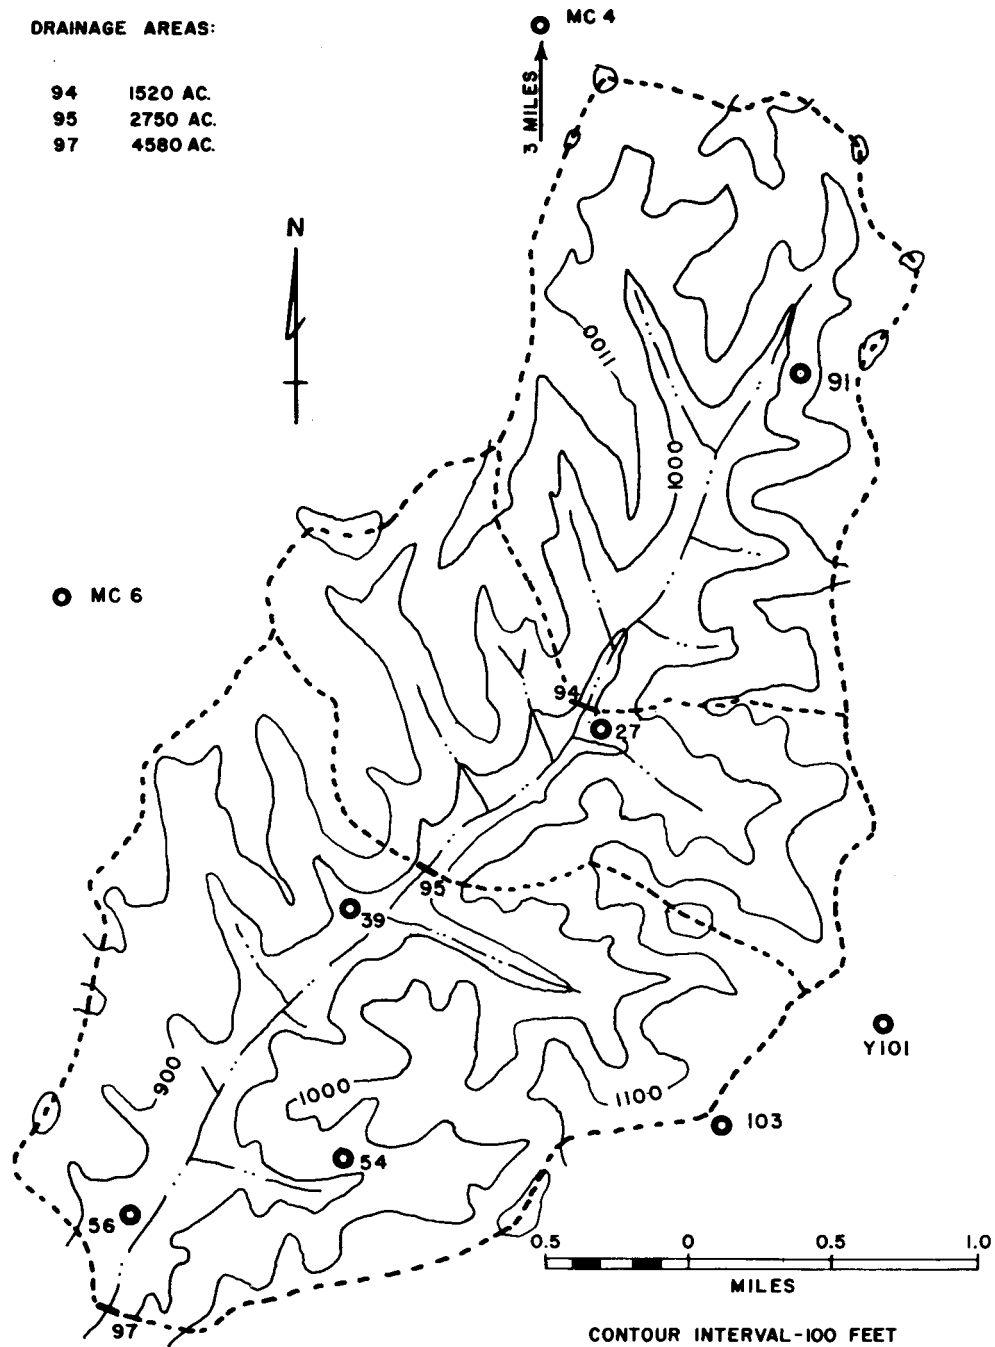 MC 4
DRAINAGE AREAS:
3 MILES
94 1520 AC.
95 2750 AC.
97 4580 AC.
N
1100
91
1000
MC 6
94
27
95
39
Y101
900
1000
1100
103
54
56
0.5 0 0.5 1.0
MILES
97
CONTOUR INTERVAL-100 FEET